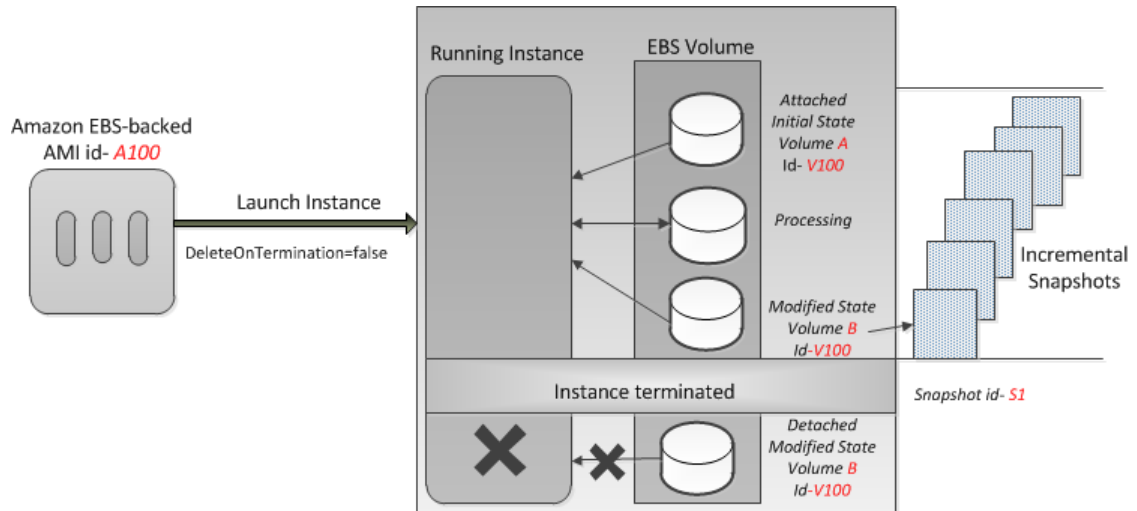 Amazon EBS-backed
AMI id- A100
Launch Instance
DeleteOnTermination=false
Running Instance
EBS Volume
Attached
Initial State
Volume A
Id- V100
Processing
Modified State
Volume B
Id-V100
Incremental
Snapshots
Snapshot id- S1
Instance terminated
Detached
Modified State
Volume B
Id-V100